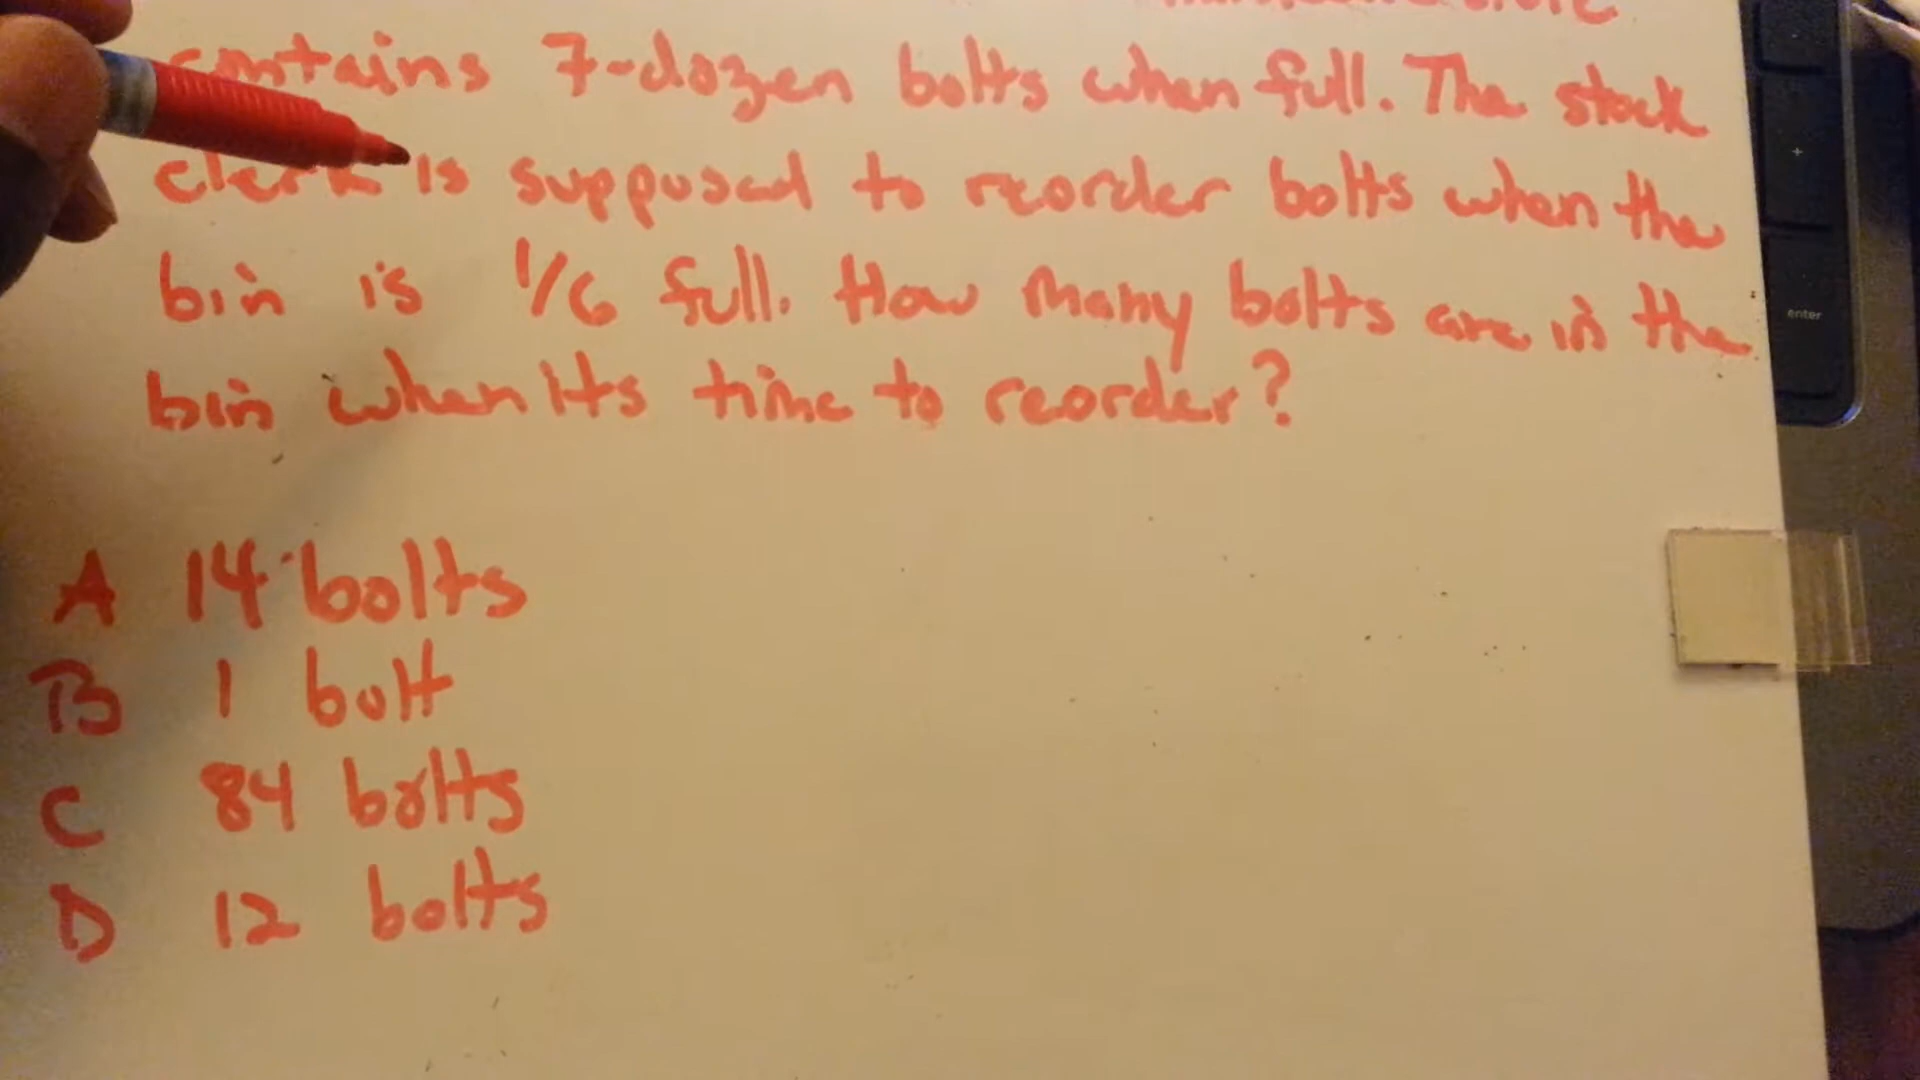 contains 7-dozen bolts when full. The stock
clerk is supposed to reorder bolts when the
bin is 1/6 full. How many bolts are in the
bin when its time to reorder?
A 14 bolts
B 1 bolt
C 84 bolts
D 12 bolts
+
enter